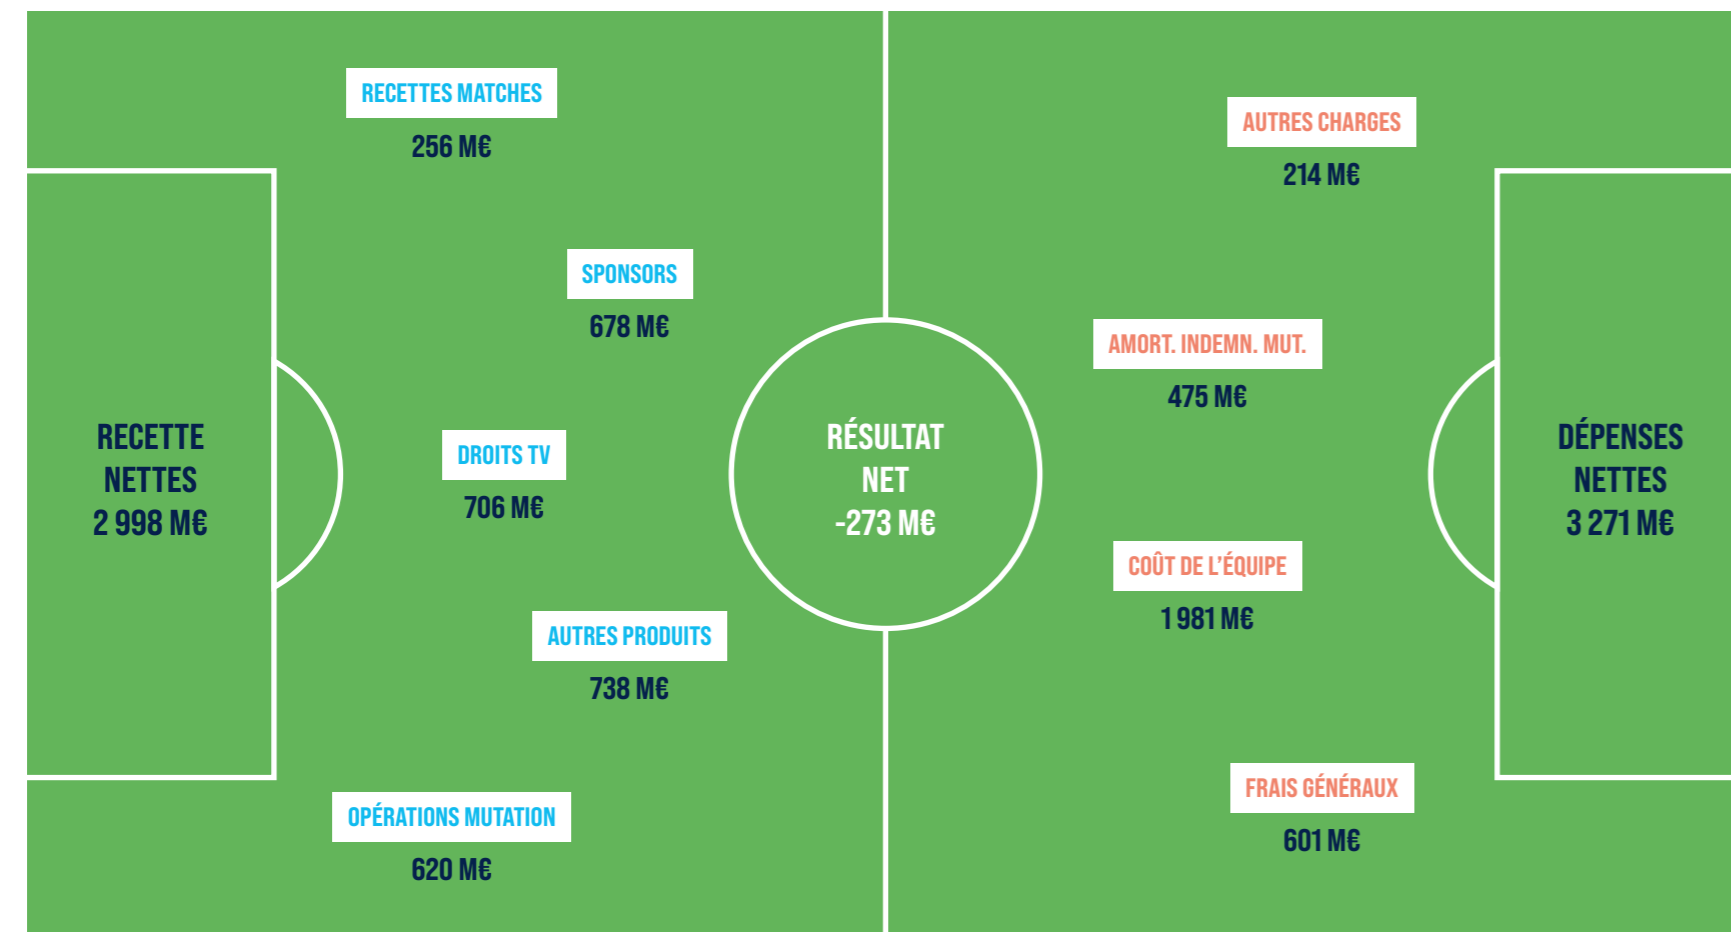 RECETTES MATCHES
256 M€
SPONSORS
678 M€
RECETTE
NETTES
2 998 M€
DROITS TV
706 M€
AUTRES PRODUITS
738 M€
OPÉRATIONS MUTATION
620 M€
RÉSULTAT
NET
-273 M€
AUTRES CHARGES
214 M€
AMORT. INDEMN. MUT.
475 M€
COÛT DE L'ÉQUIPE
1 981 M€
FRAIS GÉNÉRAUX
601 M€
DÉPENSES
NETTES
3 271 M€